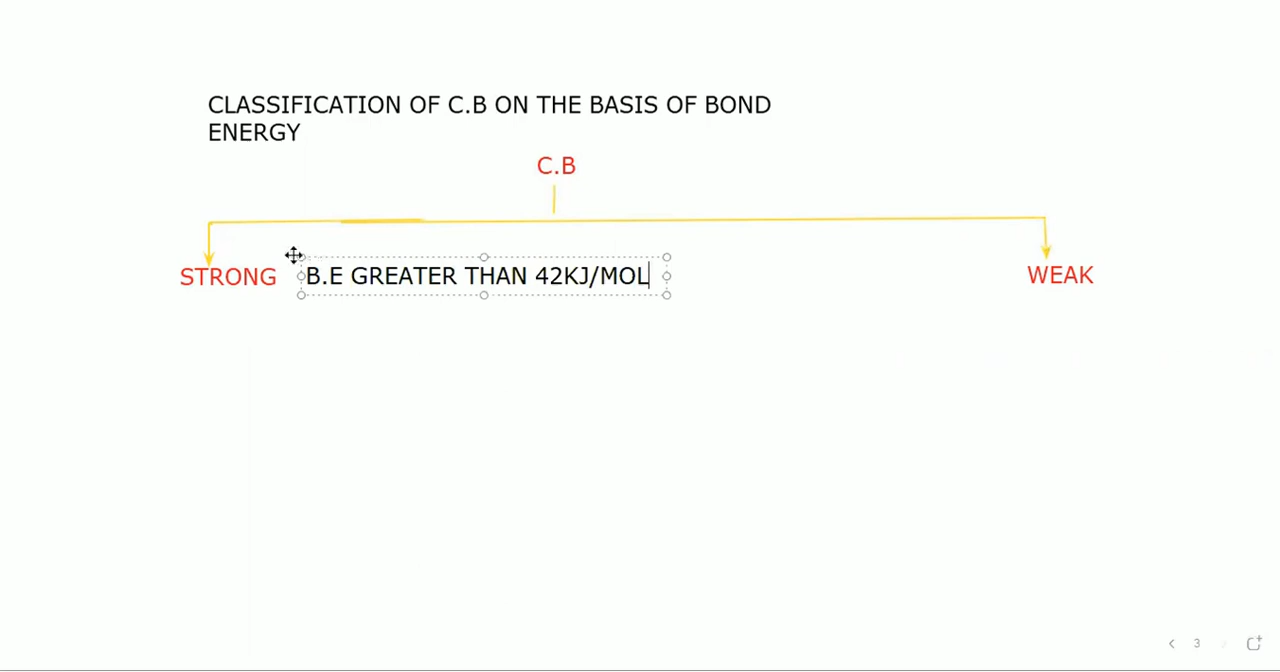 CLASSIFICATION OF C.B ON THE BASIS OF BOND
ENERGY
C.B
STRONG B.E GREATER THAN 42KJ/MOL WEAK
3